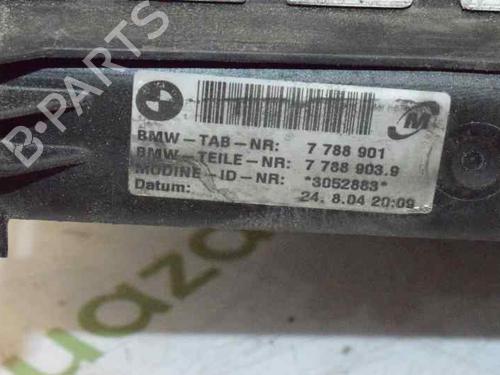 B-PARTS
BMW-TAB-NR: 7 788 901
BMW-TEILE-NR: 7 788 903.9
MODINE-ID-NR: *3052883*
Datum: 24. 8.04 20:09